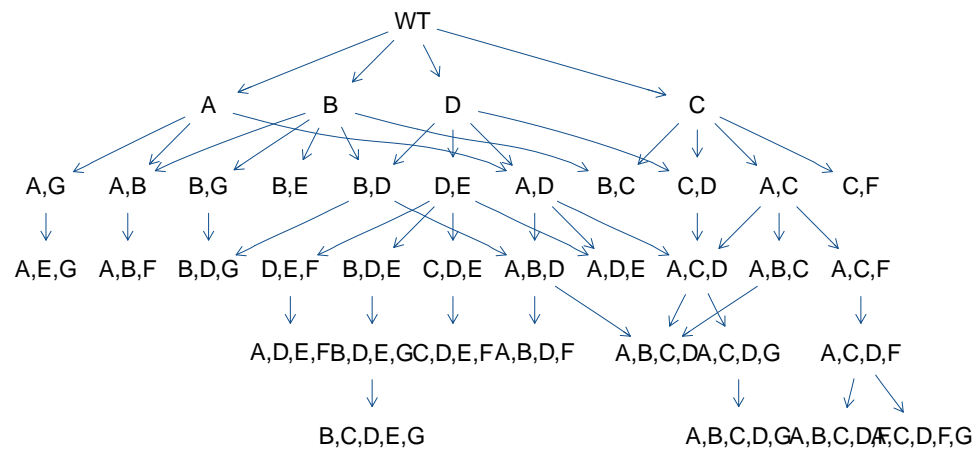 WT
A B D C
A,G A,B B,G B,E B,D D,E A,D B,C C,D A,C C,F
A,E,G A,B,F B,D,G D,E,F B,D,E C,D,E A,B,D A,D,E A,C,D A,B,C A,C,F
A,D,E,F B,D,E,G C,D,E,F A,B,D,F A,B,C,D A,C,D,G A,C,D,F
B,C,D,E,G A,B,C,D,G A,B,C,D,F A,C,D,F,G